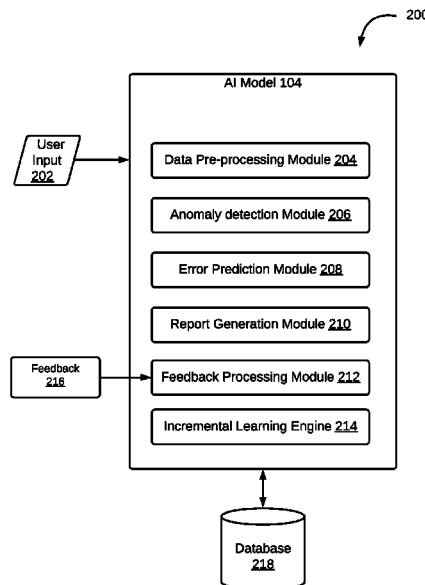 200
AI Model 104
User
Input
202
Data Pre-processing Module 204
Anomaly detection Module 206
Error Prediction Module 208
Report Generation Module 210
Feedback
216
Feedback Processing Module 212
Incremental Learning Engine 214
Database
218